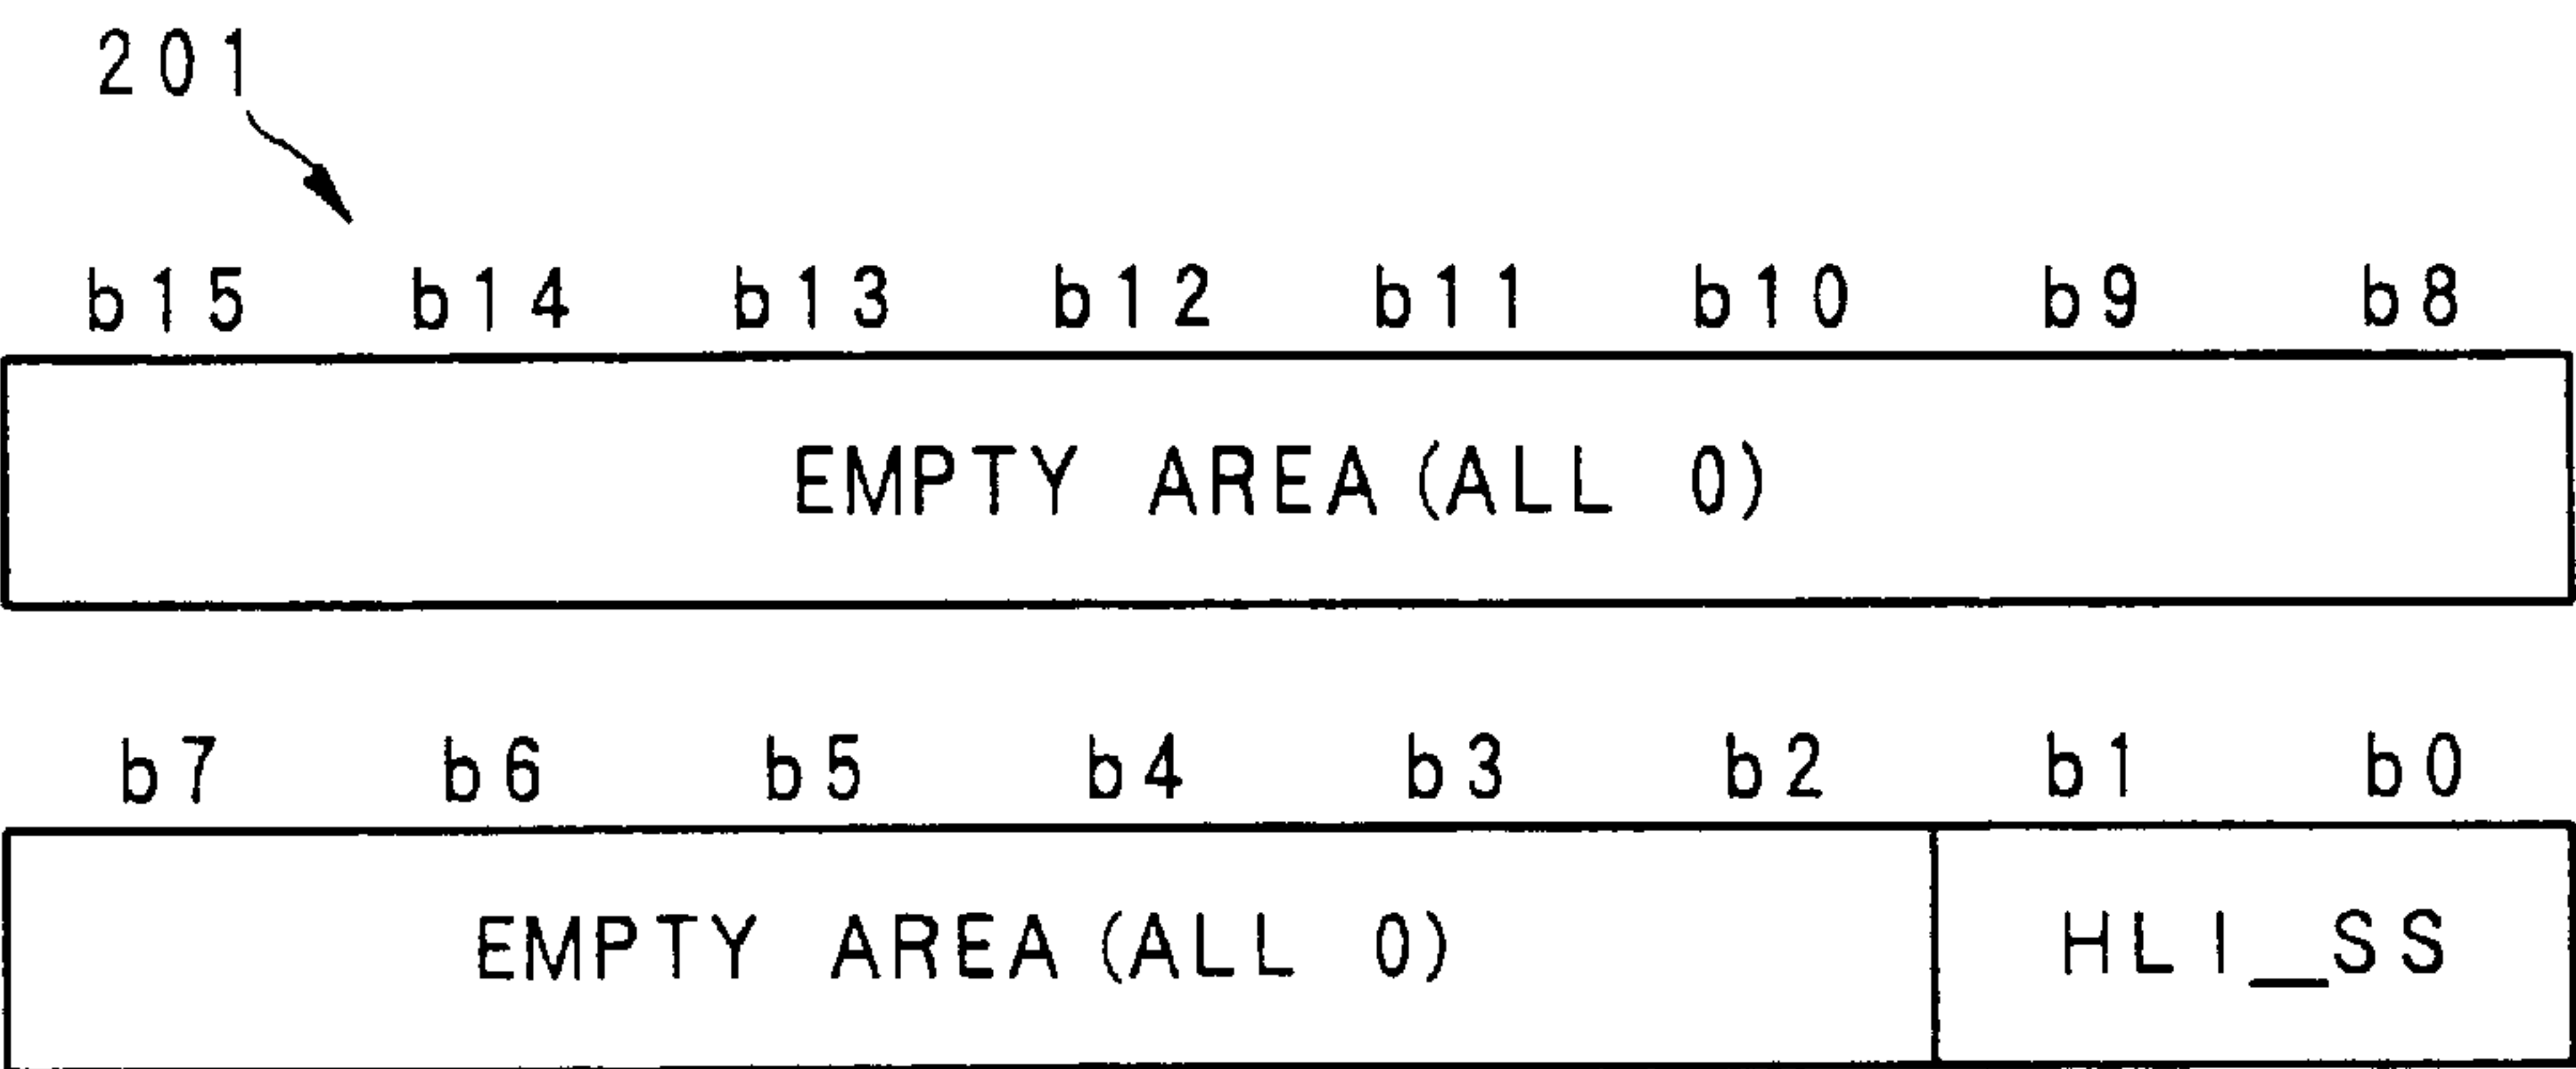 201
b15 b14 b13 b12 b11 b10 b9 b8
EMPTY AREA(ALL 0)
b7 b6 b5 b4 b3 b2 b1 b0
EMPTY AREA(ALL 0) HLI_SS